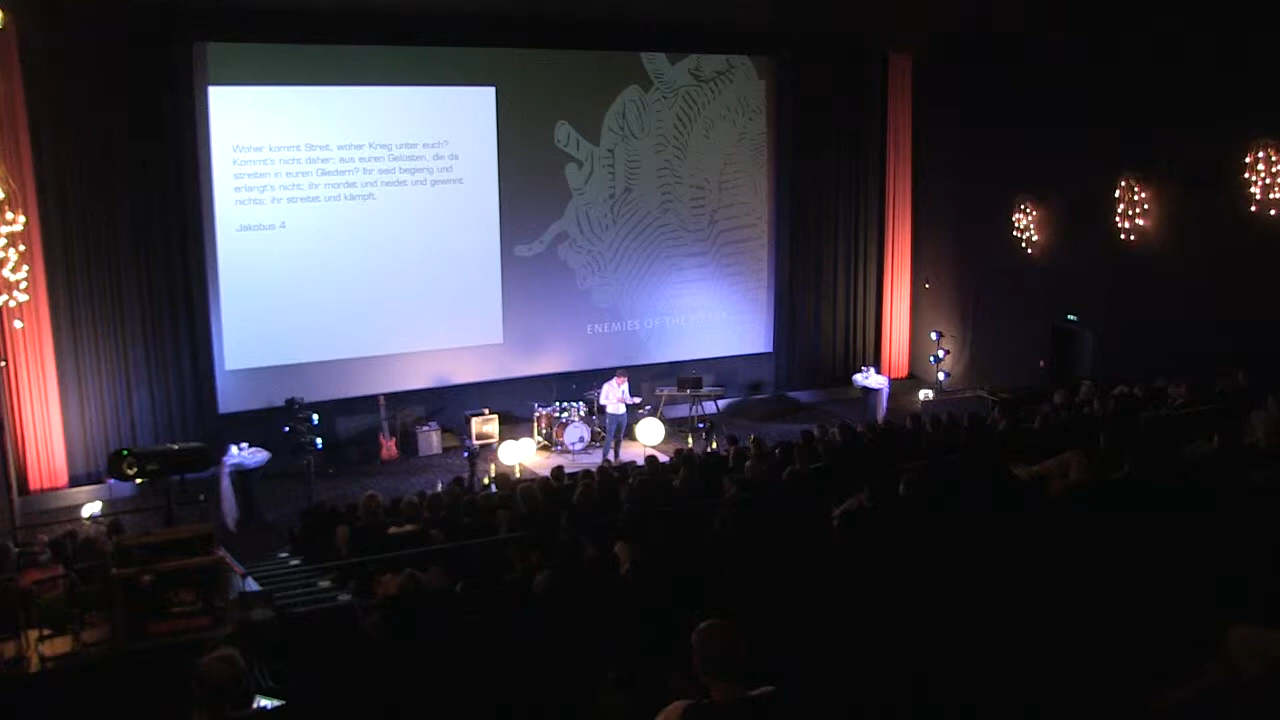 Woher kommt Streit, woher Krieg unter euch?
Kommt's nicht daher: aus euren Gelüsten, die da
streiten in euren Gliedern? Ihr seid begierig und
erlangt's nicht; ihr mordet und neidet und gewinnt
nichts; ihr streitet und kämpft.
Jakobus 4
ENEMIES OF THE HEART